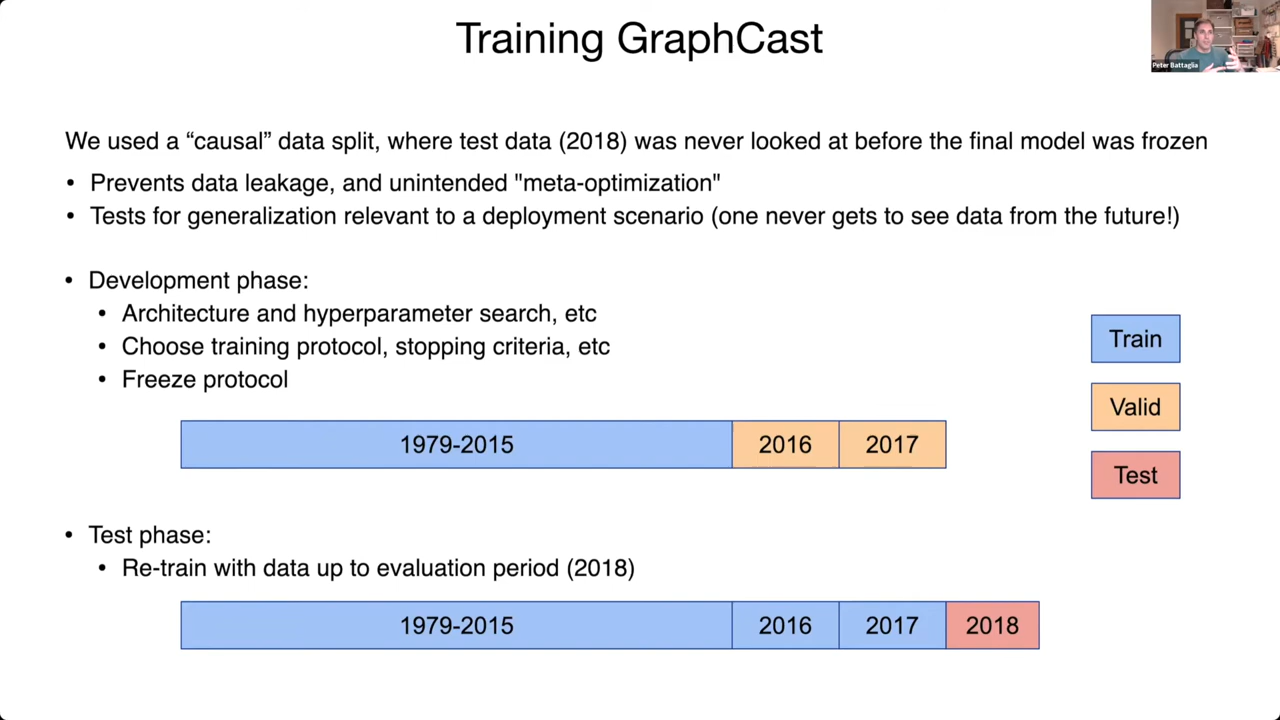 Training GraphCast
Peter Battaglia
We used a “causal” data split, where test data (2018) was never looked at before the final model was frozen
• Prevents data leakage, and unintended "meta-optimization"
• Tests for generalization relevant to a deployment scenario (one never gets to see data from the future!)
• Development phase:
• Architecture and hyperparameter search, etc
• Choose training protocol, stopping criteria, etc
• Freeze protocol
Train
Valid
Test
1979-2015 2016 2017
• Test phase:
• Re-train with data up to evaluation period (2018)
1979-2015 2016 2017 2018